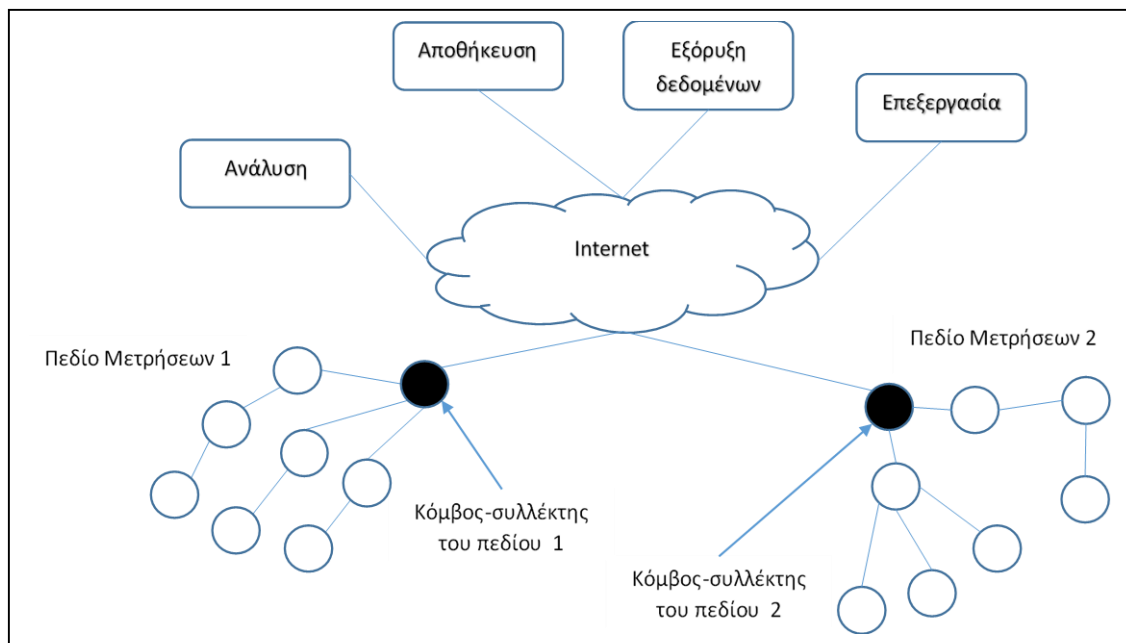 Αποθήκευση
Εξόρυξη
δεδομένων
Επεξεργασία
Ανάλυση
Internet
Πεδίο Μετρήσεων 1
Πεδίο Μετρήσεων 2
Κόμβος-συλλέκτης
του πεδίου 1
Κόμβος-συλλέκτης
του πεδίου 2